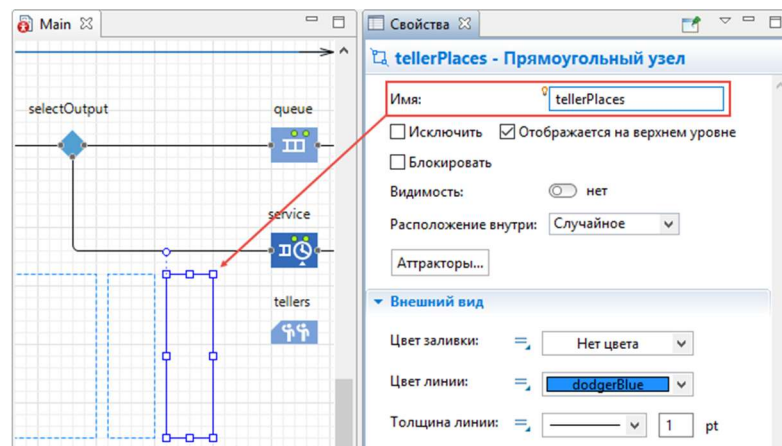 Main
selectOutput
queue
service
tellers
Свойства
tellerPlaces - Прямоугольный узел
Имя: tellerPlaces
Исключить Отображается на верхнем уровне
Блокировать
Видимость: нет
Расположение внутри: Случайное
Аттракторы...
Внешний вид
Цвет заливки: Нет цвета
Цвет линии: dodgerBlue
Толщина линии: 1 pt